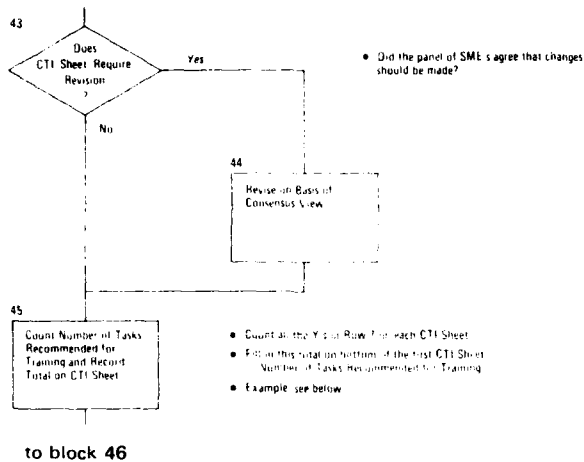 43
Does
CTI Sheet Require
Revision
?
Yes
No
• Did the panel of SME s agree that changes
should be made?
44
Revise on Basis of
Consensus View
45
Count Number of Tasks
Recommended for
Training and Record
Total on CTI Sheet
• Count all the Y s in Row 7 of each CTI Sheet
• Fill in this total on bottom of the first CTI Sheet
Number of Tasks Recommended for Training
• Example see below
to block 46